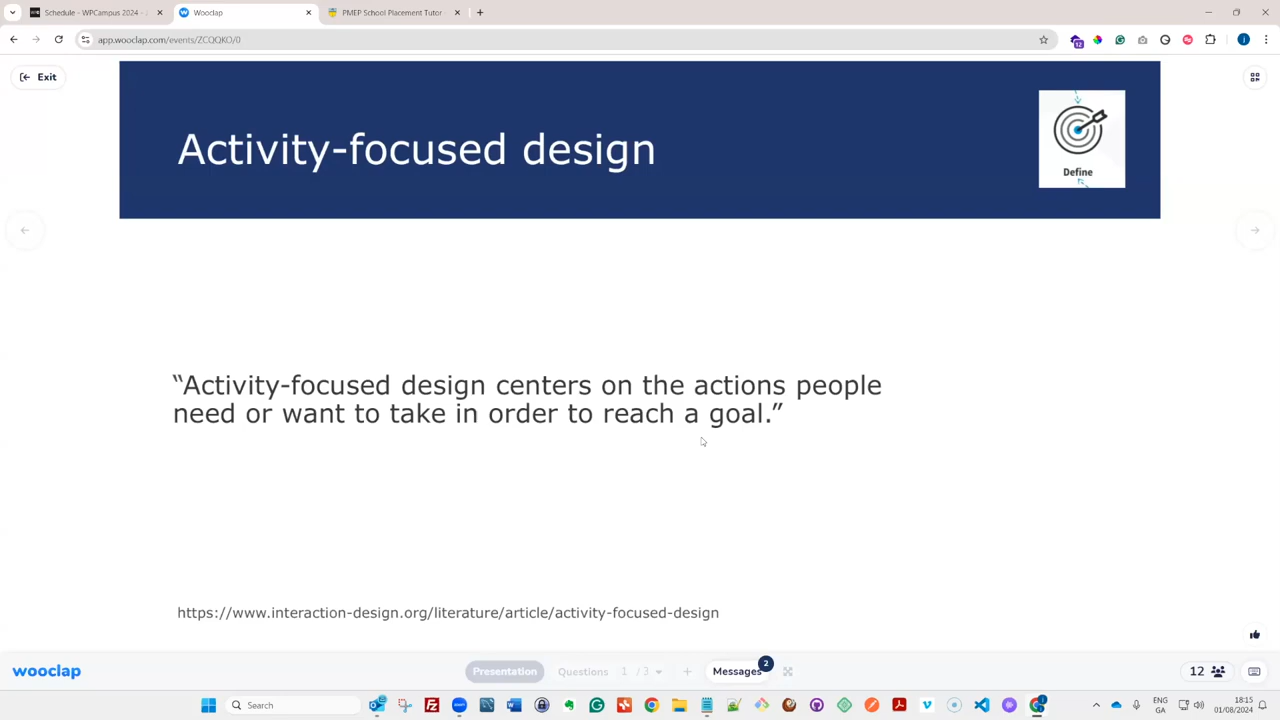 Schedule - WPCampus 2024 -
Wooclap
PMEP School Placement Tutor
app.wooclap.com/events/ZCQQKO/0
12
i
Exit
Activity-focused design
Define
“Activity-focused design centers on the actions people
need or want to take in order to reach a goal.”
https://www.interaction-design.org/literature/article/activity-focused-design
wooclap
Presentation
Questions 1 / 3
Messages 2
12
Search
ENG
GA
18:15
01/08/2024